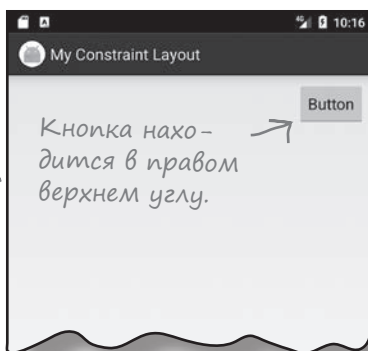 10:16
My Constraint Layout
Button
Кнопка нахо-
дится в правом
верхнем углу.